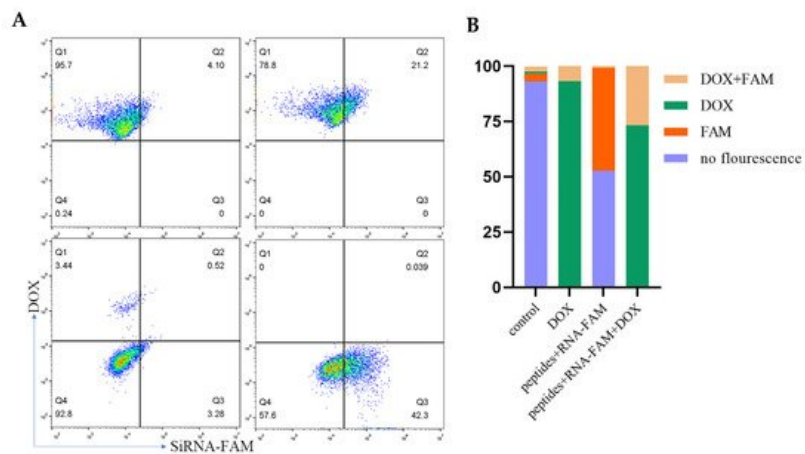 A
Q1
95.7
Q2
4.10
Q4
0.24
Q3
0
Q1
78.8
Q2
21.2
Q4
0
Q3
0
Q1
3.44
Q2
0.52
Q4
92.8
Q3
3.28
Q1
0
Q2
0.039
Q4
57.6
Q3
42.3
DOX
SiRNA-FAM
B
100
75
50
25
0
control
DOX
peptides+RNA-FAM
peptides+RNA-FAM+DOX
DOX+FAM
DOX
FAM
no flourescence